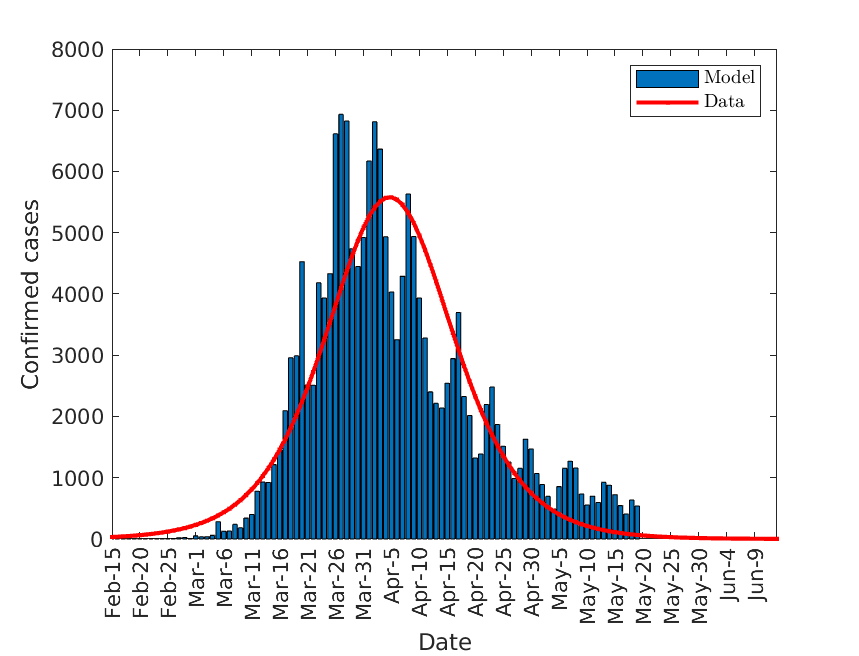 8000
7000
6000
5000
4000
3000
2000
1000
0
Confirmed cases
Model
Data
Feb-15
Feb-20
Feb-25
Mar-1
Mar-6
Mar-11
Mar-16
Mar-21
Mar-26
Mar-31
Apr-5
Apr-10
Apr-15
Apr-20
Apr-25
Apr-30
May-5
May-10
May-15
May-20
May-25
May-30
Jun-4
Jun-9
Date